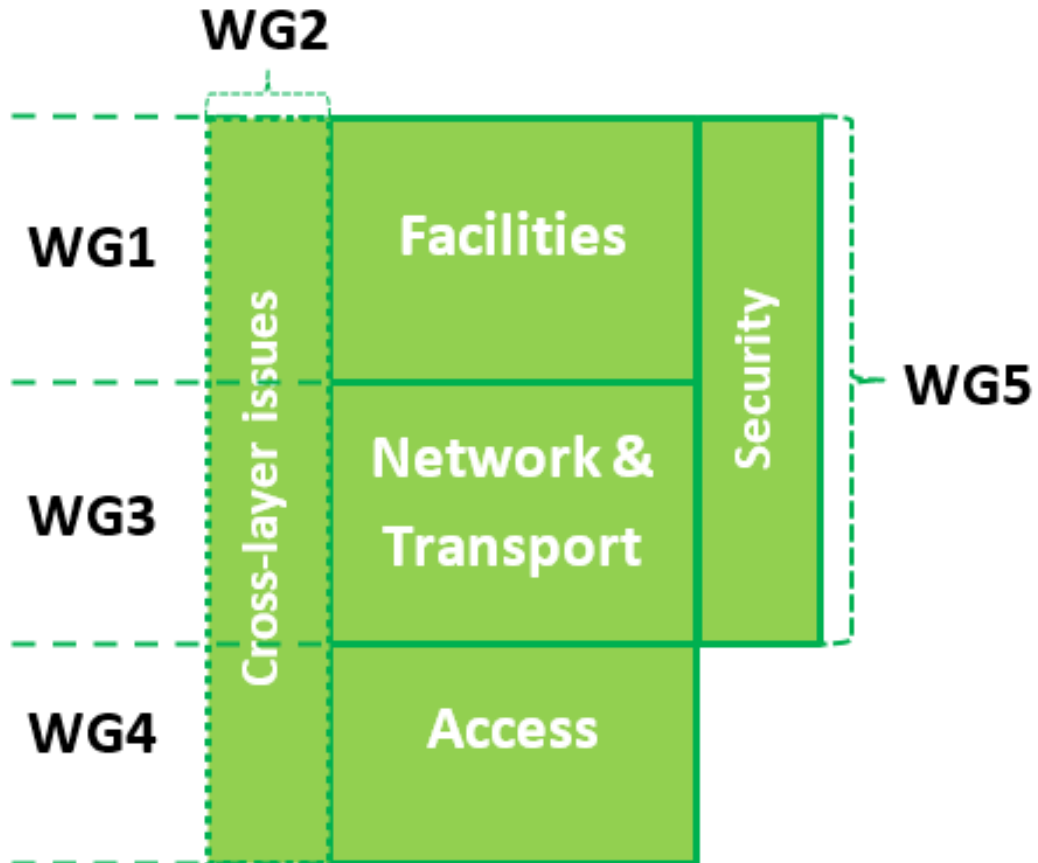 WG2
WG1
Facilities
Cross-layer issues
Security
WG5
Network &
Transport
WG3
WG4
Access